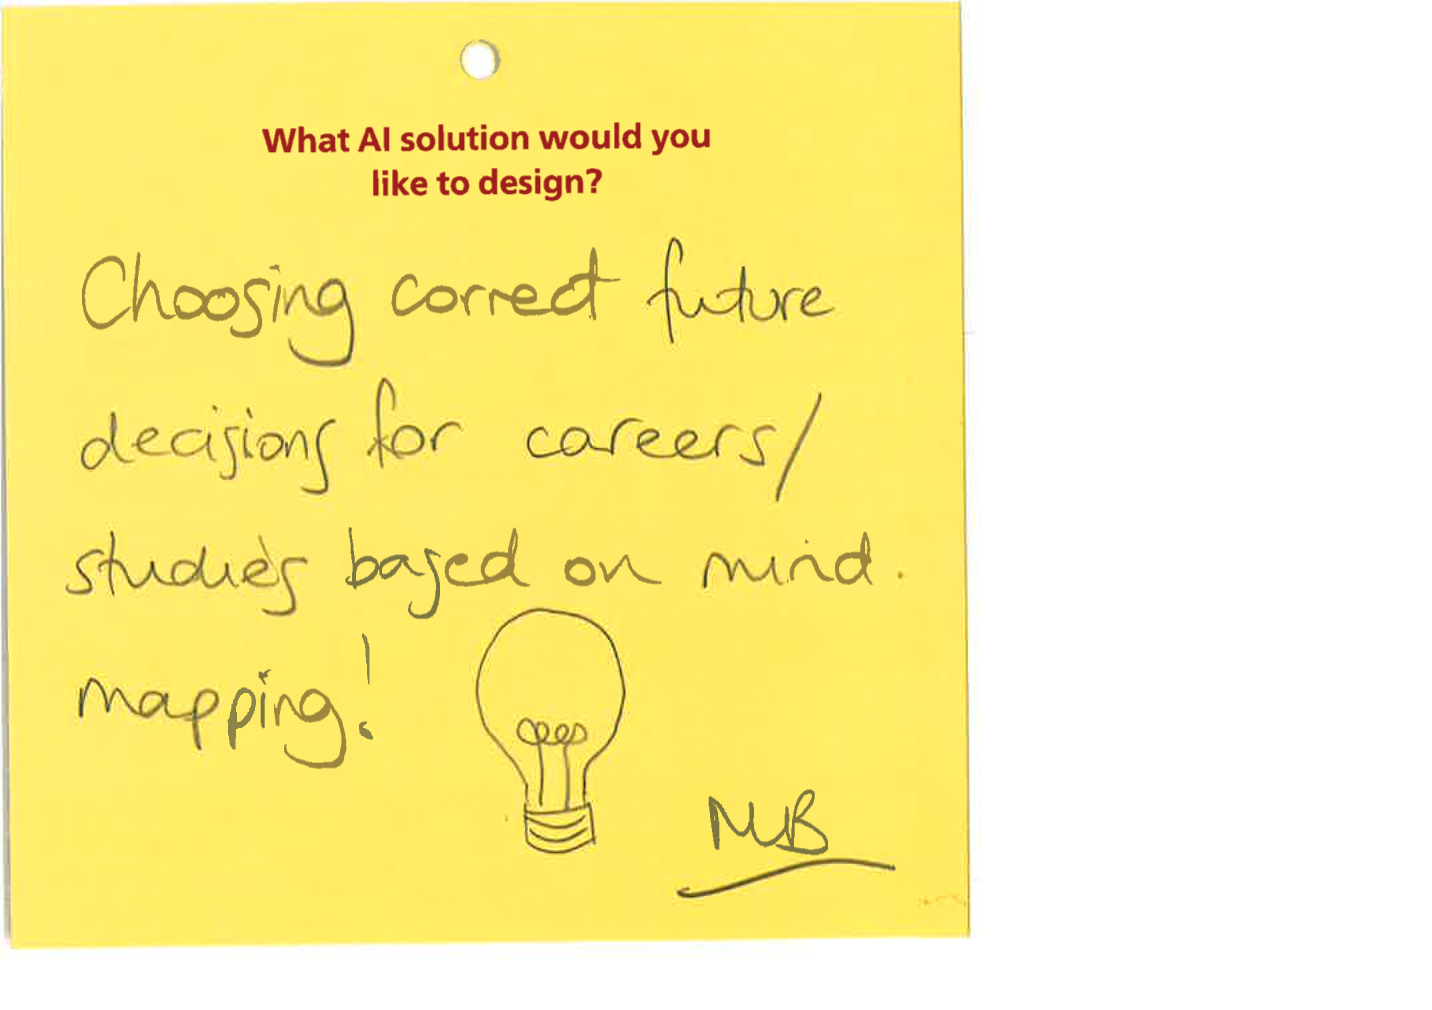 What AI solution would you
like to design?
Choosing correct future
decisions for careers/
studies based on mind.
mapping!